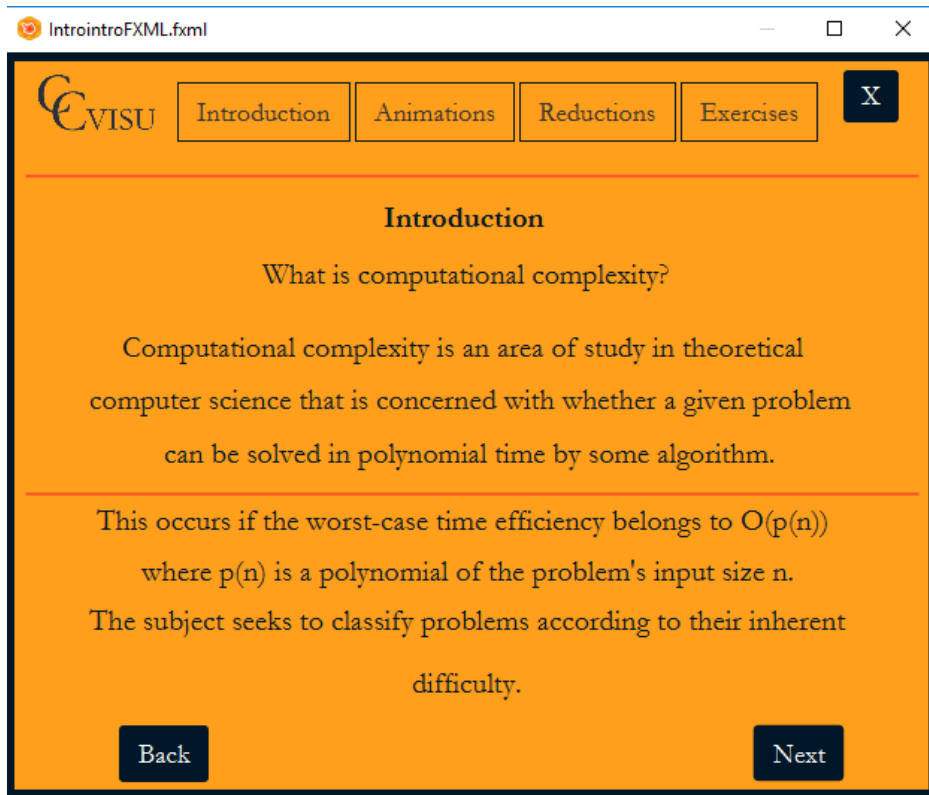 IntrointroFXML.fxml
CCVISU Introduction Animations Reductions Exercises X
Introduction
What is computational complexity?
Computational complexity is an area of study in theoretical
computer science that is concerned with whether a given problem
can be solved in polynomial time by some algorithm.
This occurs if the worst-case time efficiency belongs to O(p(n))
where p(n) is a polynomial of the problem's input size n.
The subject seeks to classify problems according to their inherent
difficulty.
Back Next